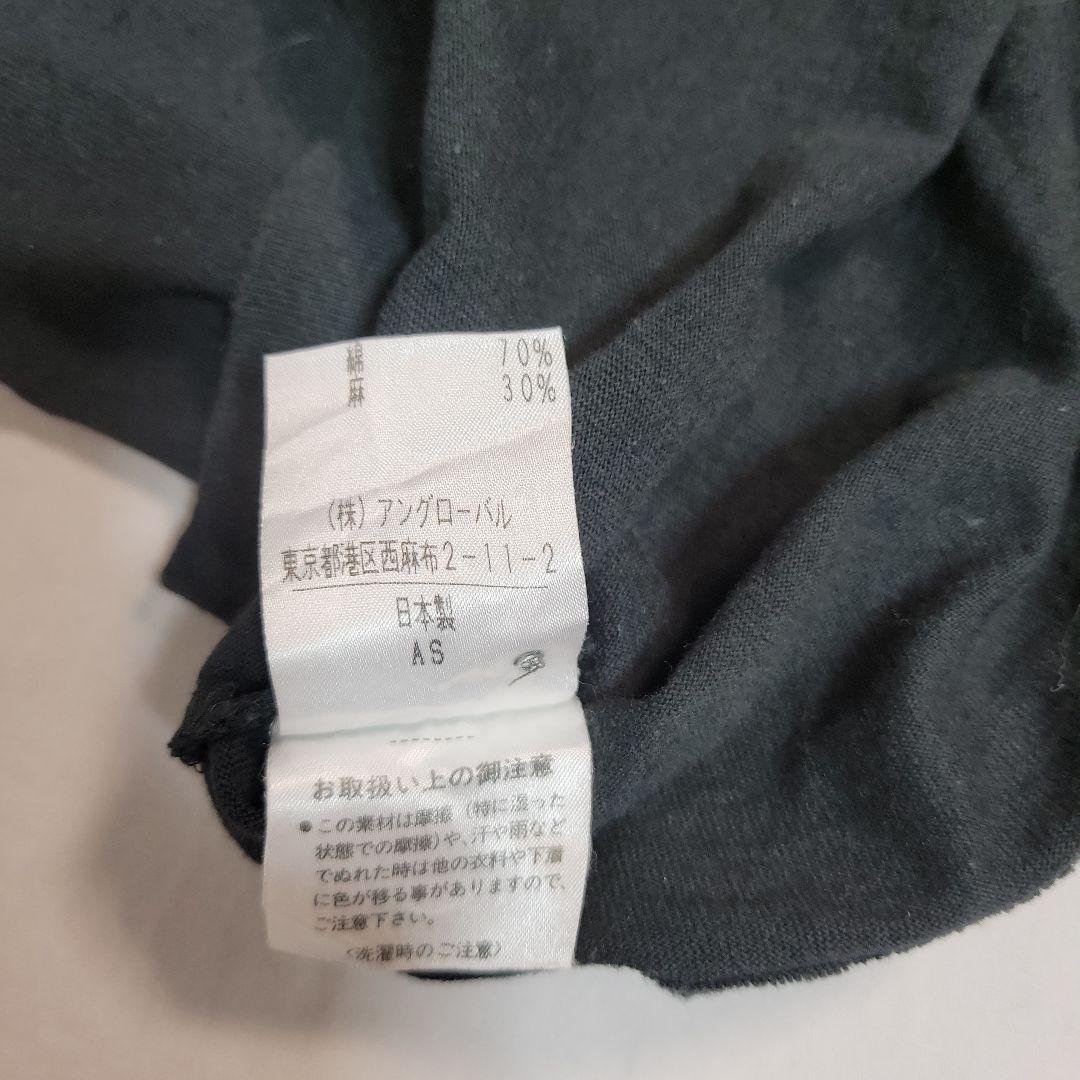 綿 70%
麻 30%
(株)アングローバル
東京都港区西麻布2-11-2
日本製
AS
お取扱い上の御注意
●この素材は摩擦(特に湿った
状態での摩擦)や、汗や雨など
でぬれた時は他の衣料や下着
に色が移る事がありますので、
ご注意下さい。
〈洗濯時のご注意〉